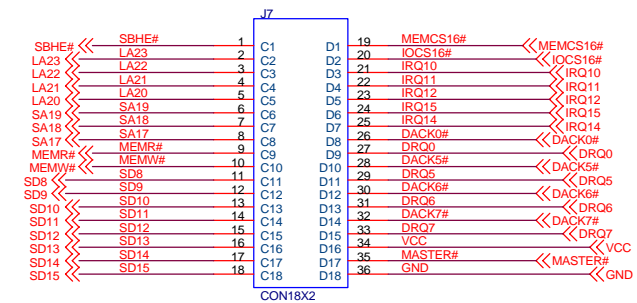 J7
SBHE# SBHE# 1 C1 D1 19 MEMCS16# MEMCS16#
LA23 LA23 2 C2 D2 20 IOCS16# IOCS16#
LA22 LA22 3 C3 D3 21 IRQ10 IRQ10
LA21 LA21 4 C4 D4 22 IRQ11 IRQ11
LA20 LA20 5 C5 D5 23 IRQ12 IRQ12
SA19 SA19 6 C6 D6 24 IRQ15 IRQ15
SA18 SA18 7 C7 D7 25 IRQ14 IRQ14
SA17 SA17 8 C8 D8 26 DACK0# DACK0#
MEMR# MEMR# 9 C9 D9 27 DRQ0 DRQ0
MEMW# MEMW# 10 C10 D10 28 DACK5# DACK5#
SD8 SD8 11 C11 D11 29 DRQ5 DRQ5
SD9 SD9 12 C12 D12 30 DACK6# DACK6#
SD10 SD10 13 C13 D13 31 DRQ6 DRQ6
SD11 SD11 14 C14 D14 32 DACK7# DACK7#
SD12 SD12 15 C15 D15 33 DRQ7 DRQ7
SD13 SD13 16 C16 D16 34 VCC VCC
SD14 SD14 17 C17 D17 35 MASTER# MASTER#
SD15 SD15 18 C18 D18 36 GND GND
CON18X2